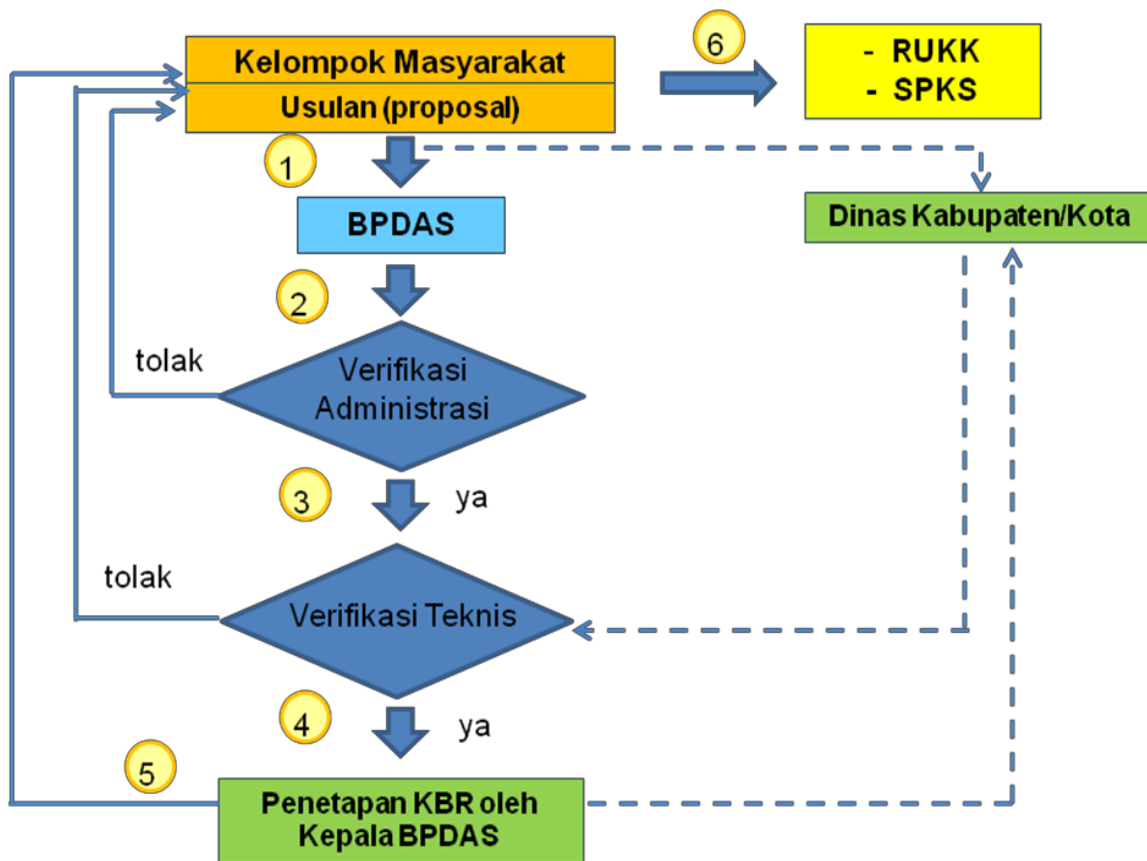 Kelompok Masyarakat
Usulan (proposal)
6
- RUKK
- SPKS
1
BPDAS
Dinas Kabupaten/Kota
2
tolak
Verifikasi
Administrasi
3
ya
tolak
Verifikasi Teknis
4
ya
5
Penetapan KBR oleh
Kepala BPDAS